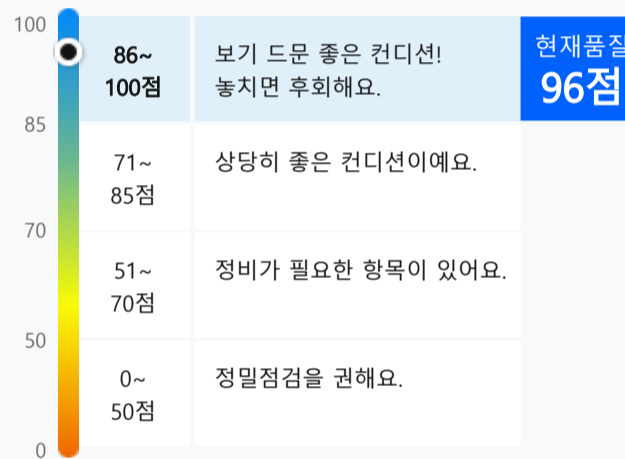 100
86~
100점
보기 드문 좋은 컨디션!
놓치면 후회해요.
현재품질
96점
85
71~
85점
상당히 좋은 컨디션이예요.
70
51~
70점
정비가 필요한 항목이 있어요.
50
0~
50점
정밀점검을 권해요.
0